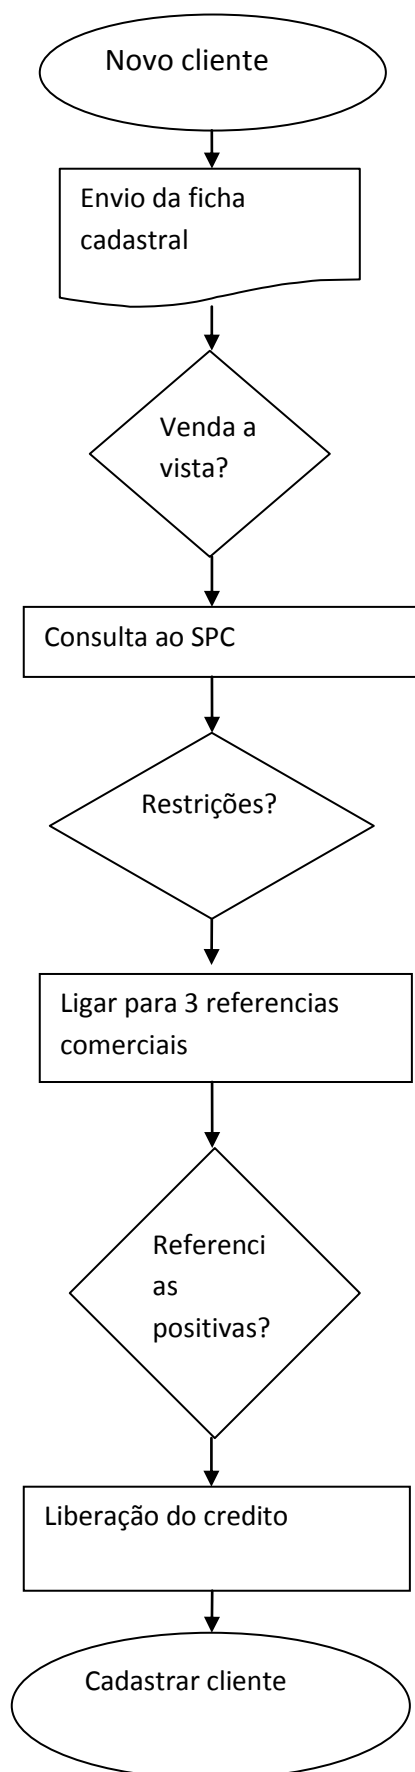 Novo cliente
Envio da ficha
cadastral
Venda a
vista?
Consulta ao SPC
Restrições?
Ligar para 3 referencias
comerciais
Referenci
as
positivas?
Liberação do credito
Cadastrar cliente